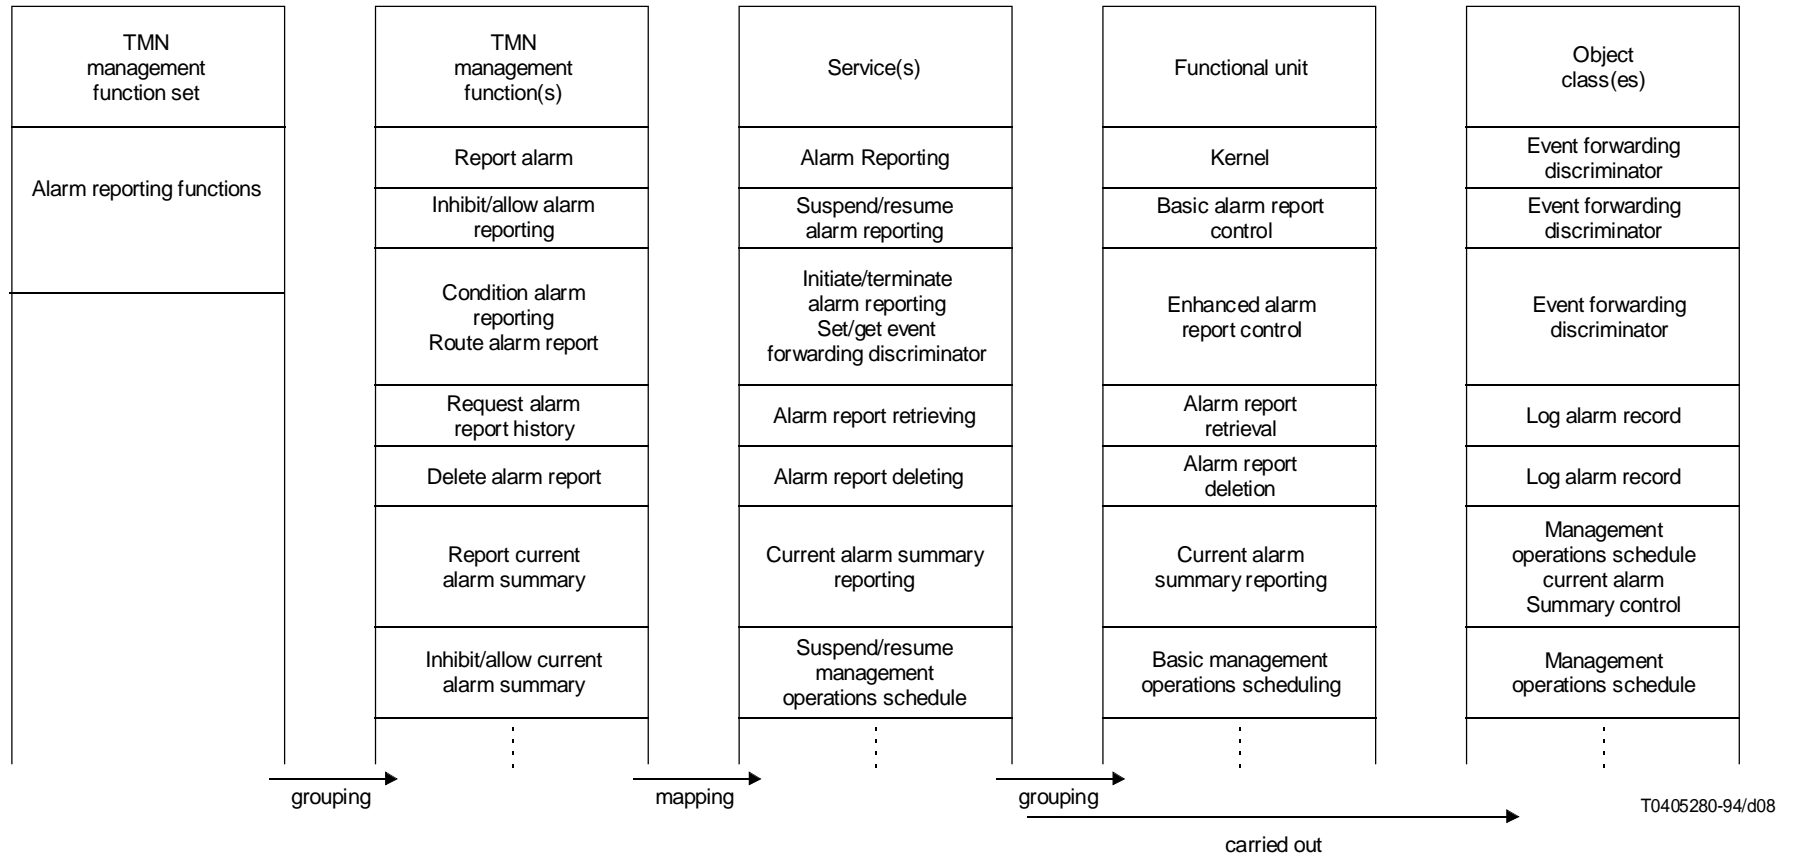 TMN
management
function set
Alarm reporting functions
TMN
management
function(s)
Report alarm
Inhibit/allow alarm
reporting
Condition alarm
reporting
Route alarm report
Request alarm
report history
Delete alarm report
Report current
alarm summary
Inhibit/allow current
alarm summary
Service(s)
Alarm Reporting
Suspend/resume
alarm reporting
Initiate/terminate
alarm reporting
Set/get event
forwarding discriminator
Alarm report retrieving
Alarm report deleting
Current alarm summary
reporting
Suspend/resume
management
operations schedule
Functional unit
Kernel
Basic alarm report
control
Enhanced alarm
report control
Alarm report
retrieval
Alarm report
deletion
Current alarm
summary reporting
Basic management
operations scheduling
Object
class(es)
Event forwarding
discriminator
Event forwarding
discriminator
Event forwarding
discriminator
Log alarm record
Log alarm record
Management
operations schedule
current alarm
Summary control
Management
operations schedule
grouping
mapping
grouping
carried out
T0405280-94/d08